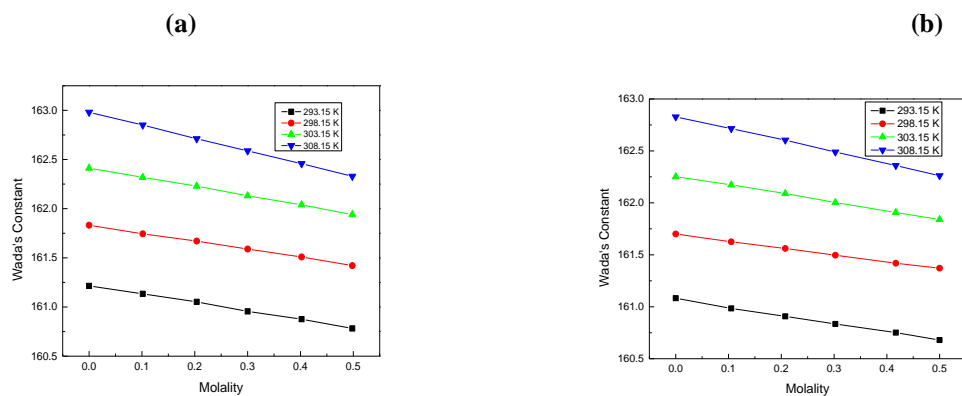 (a)
(b)
163.0
162.5
162.0
161.5
161.0
160.5
Wada's Constant
293.15 K
298.15 K
303.15 K
308.15 K
0.0 0.1 0.2 0.3 0.4 0.5
Molality
163.0
162.5
162.0
161.5
161.0
160.5
Wada's Constant
293.15 K
298.15 K
303.15 K
308.15 K
0.0 0.1 0.2 0.3 0.4 0.5
Molality